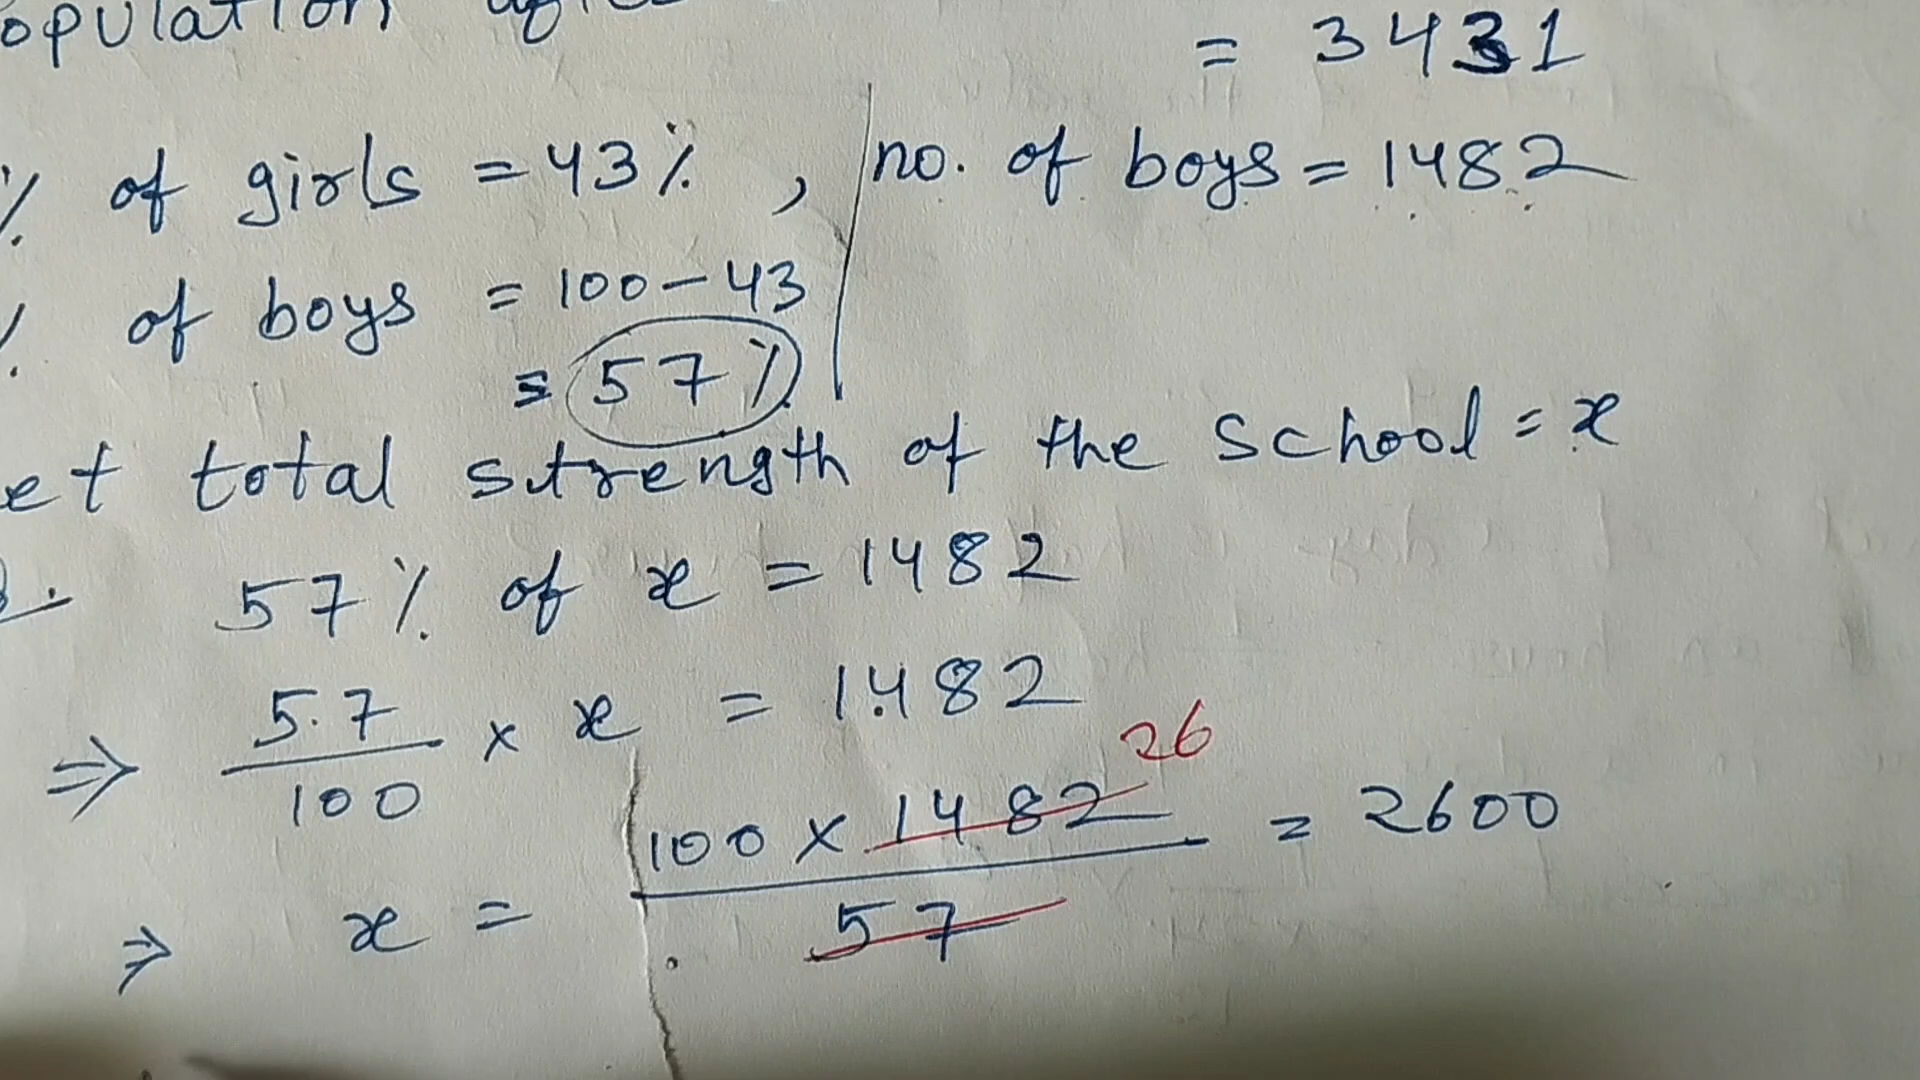 = 3431
% of girls = 43%, no. of boys = 1482
% of boys = 100 - 43
= 57%
et total strength of the school = x
57% of x = 1482
⇒ 57/100 × x = 1482
26
⇒ x = 100 × 1482 / 57 = 2600